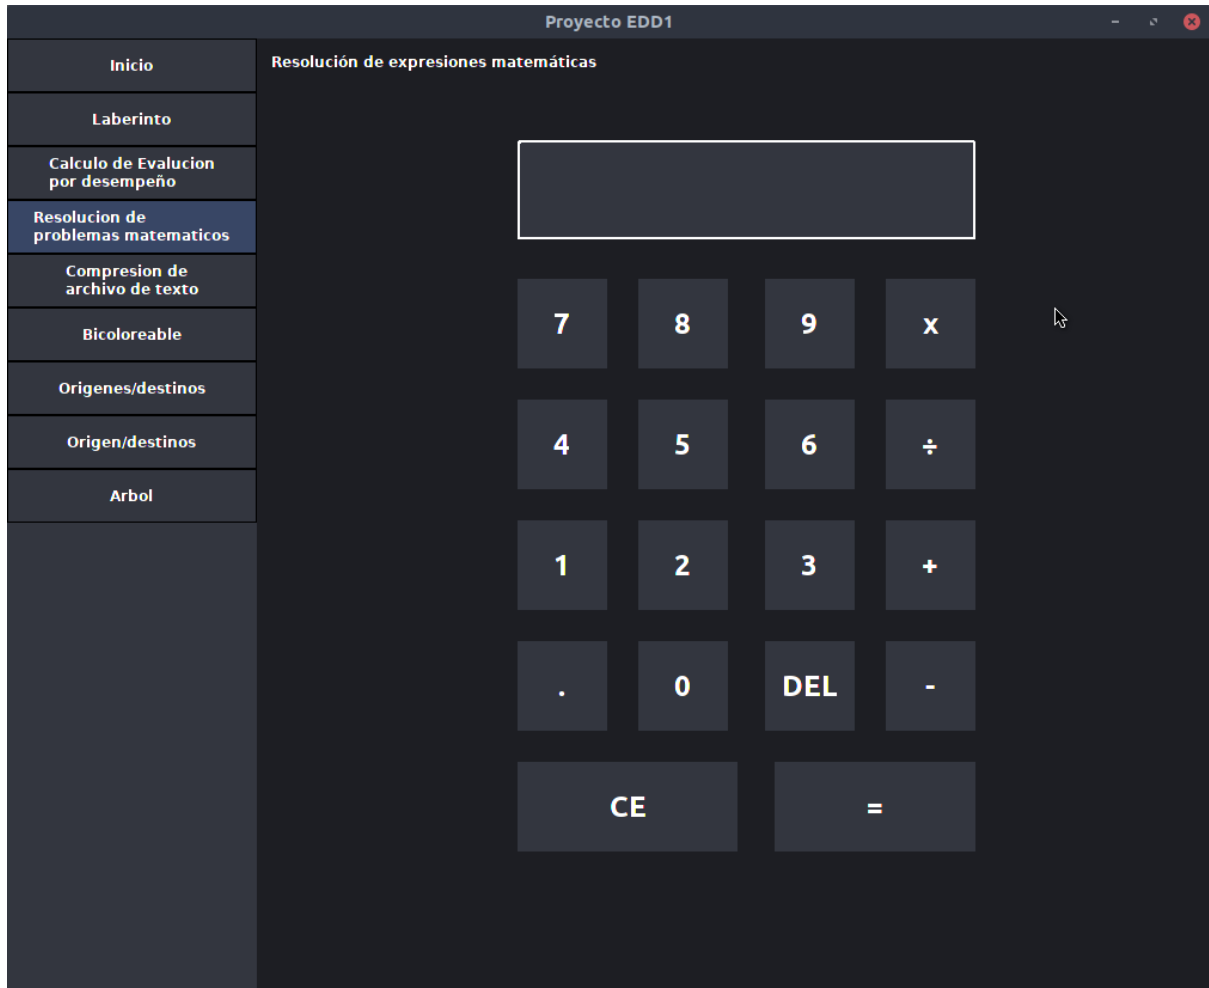 Proyecto EDD1
Inicio
Laberinto
Calculo de Evalucion
por desempeño
Resolucion de
problemas matematicos
Compresion de
archivo de texto
Bicoloreable
Origenes/destinos
Origen/destinos
Arbol
Resolución de expresiones matemáticas
7 8 9 x
4 5 6 ÷
1 2 3 +
. 0 DEL -
CE =